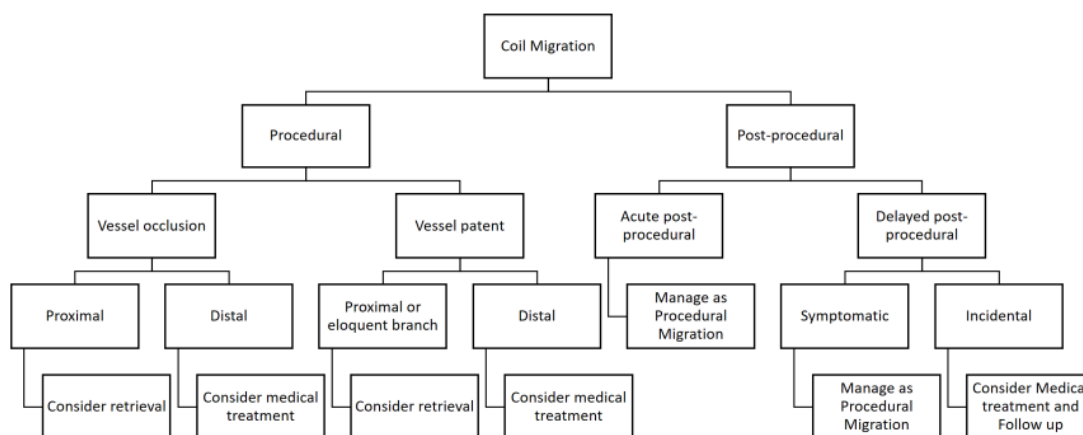 Coil Migration
Procedural
Post-procedural
Vessel occlusion
Vessel patent
Acute post-
procedural
Delayed post-
procedural
Proximal
Distal
Proximal or
eloquent branch
Distal
Manage as
Procedural
Migration
Symptomatic
Incidental
Consider retrieval
Consider medical
treatment
Consider retrieval
Consider medical
treatment
Manage as
Procedural
Migration
Consider Medical
treatment and
Follow up